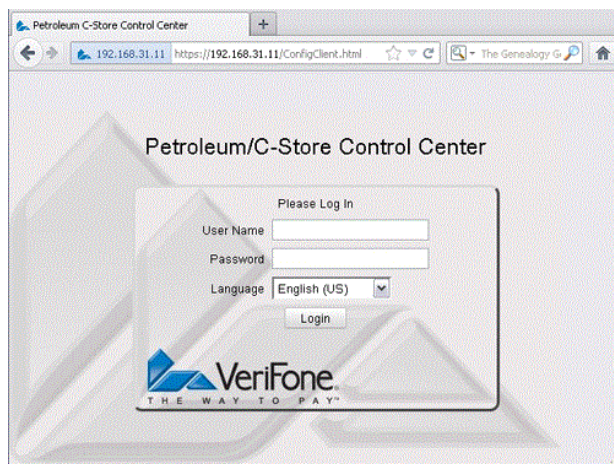 Petroleum C-Store Control Center
192.168.31.11 https://192.168.31.11/ConfigClient.html The Genealogy G
Petroleum/C-Store Control Center
Please Log In
User Name
Password
Language English (US)
Login
VeriFone.
THE WAY TO PAY™